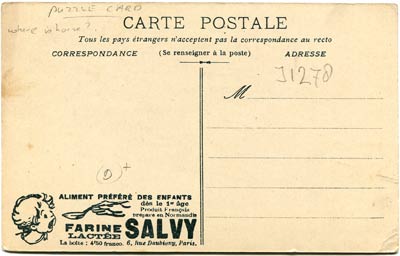 PUZZLE CARD
where is horse?
CARTE POSTALE
Tous les pays étrangers n'acceptent pas la correspondance au recto
CORRESPONDANCE (Se renseigner à la poste) ADRESSE
J1278
M
(D)+
ALIMENT PRÉFÉRÉ DES ENFANTS
dès le 1er âge
Produit Français
préparé en Normandie
FARINE
LACTÉE
SALVY
La boîte : 4f50 franco. 6, Rue Daubigny, Paris.